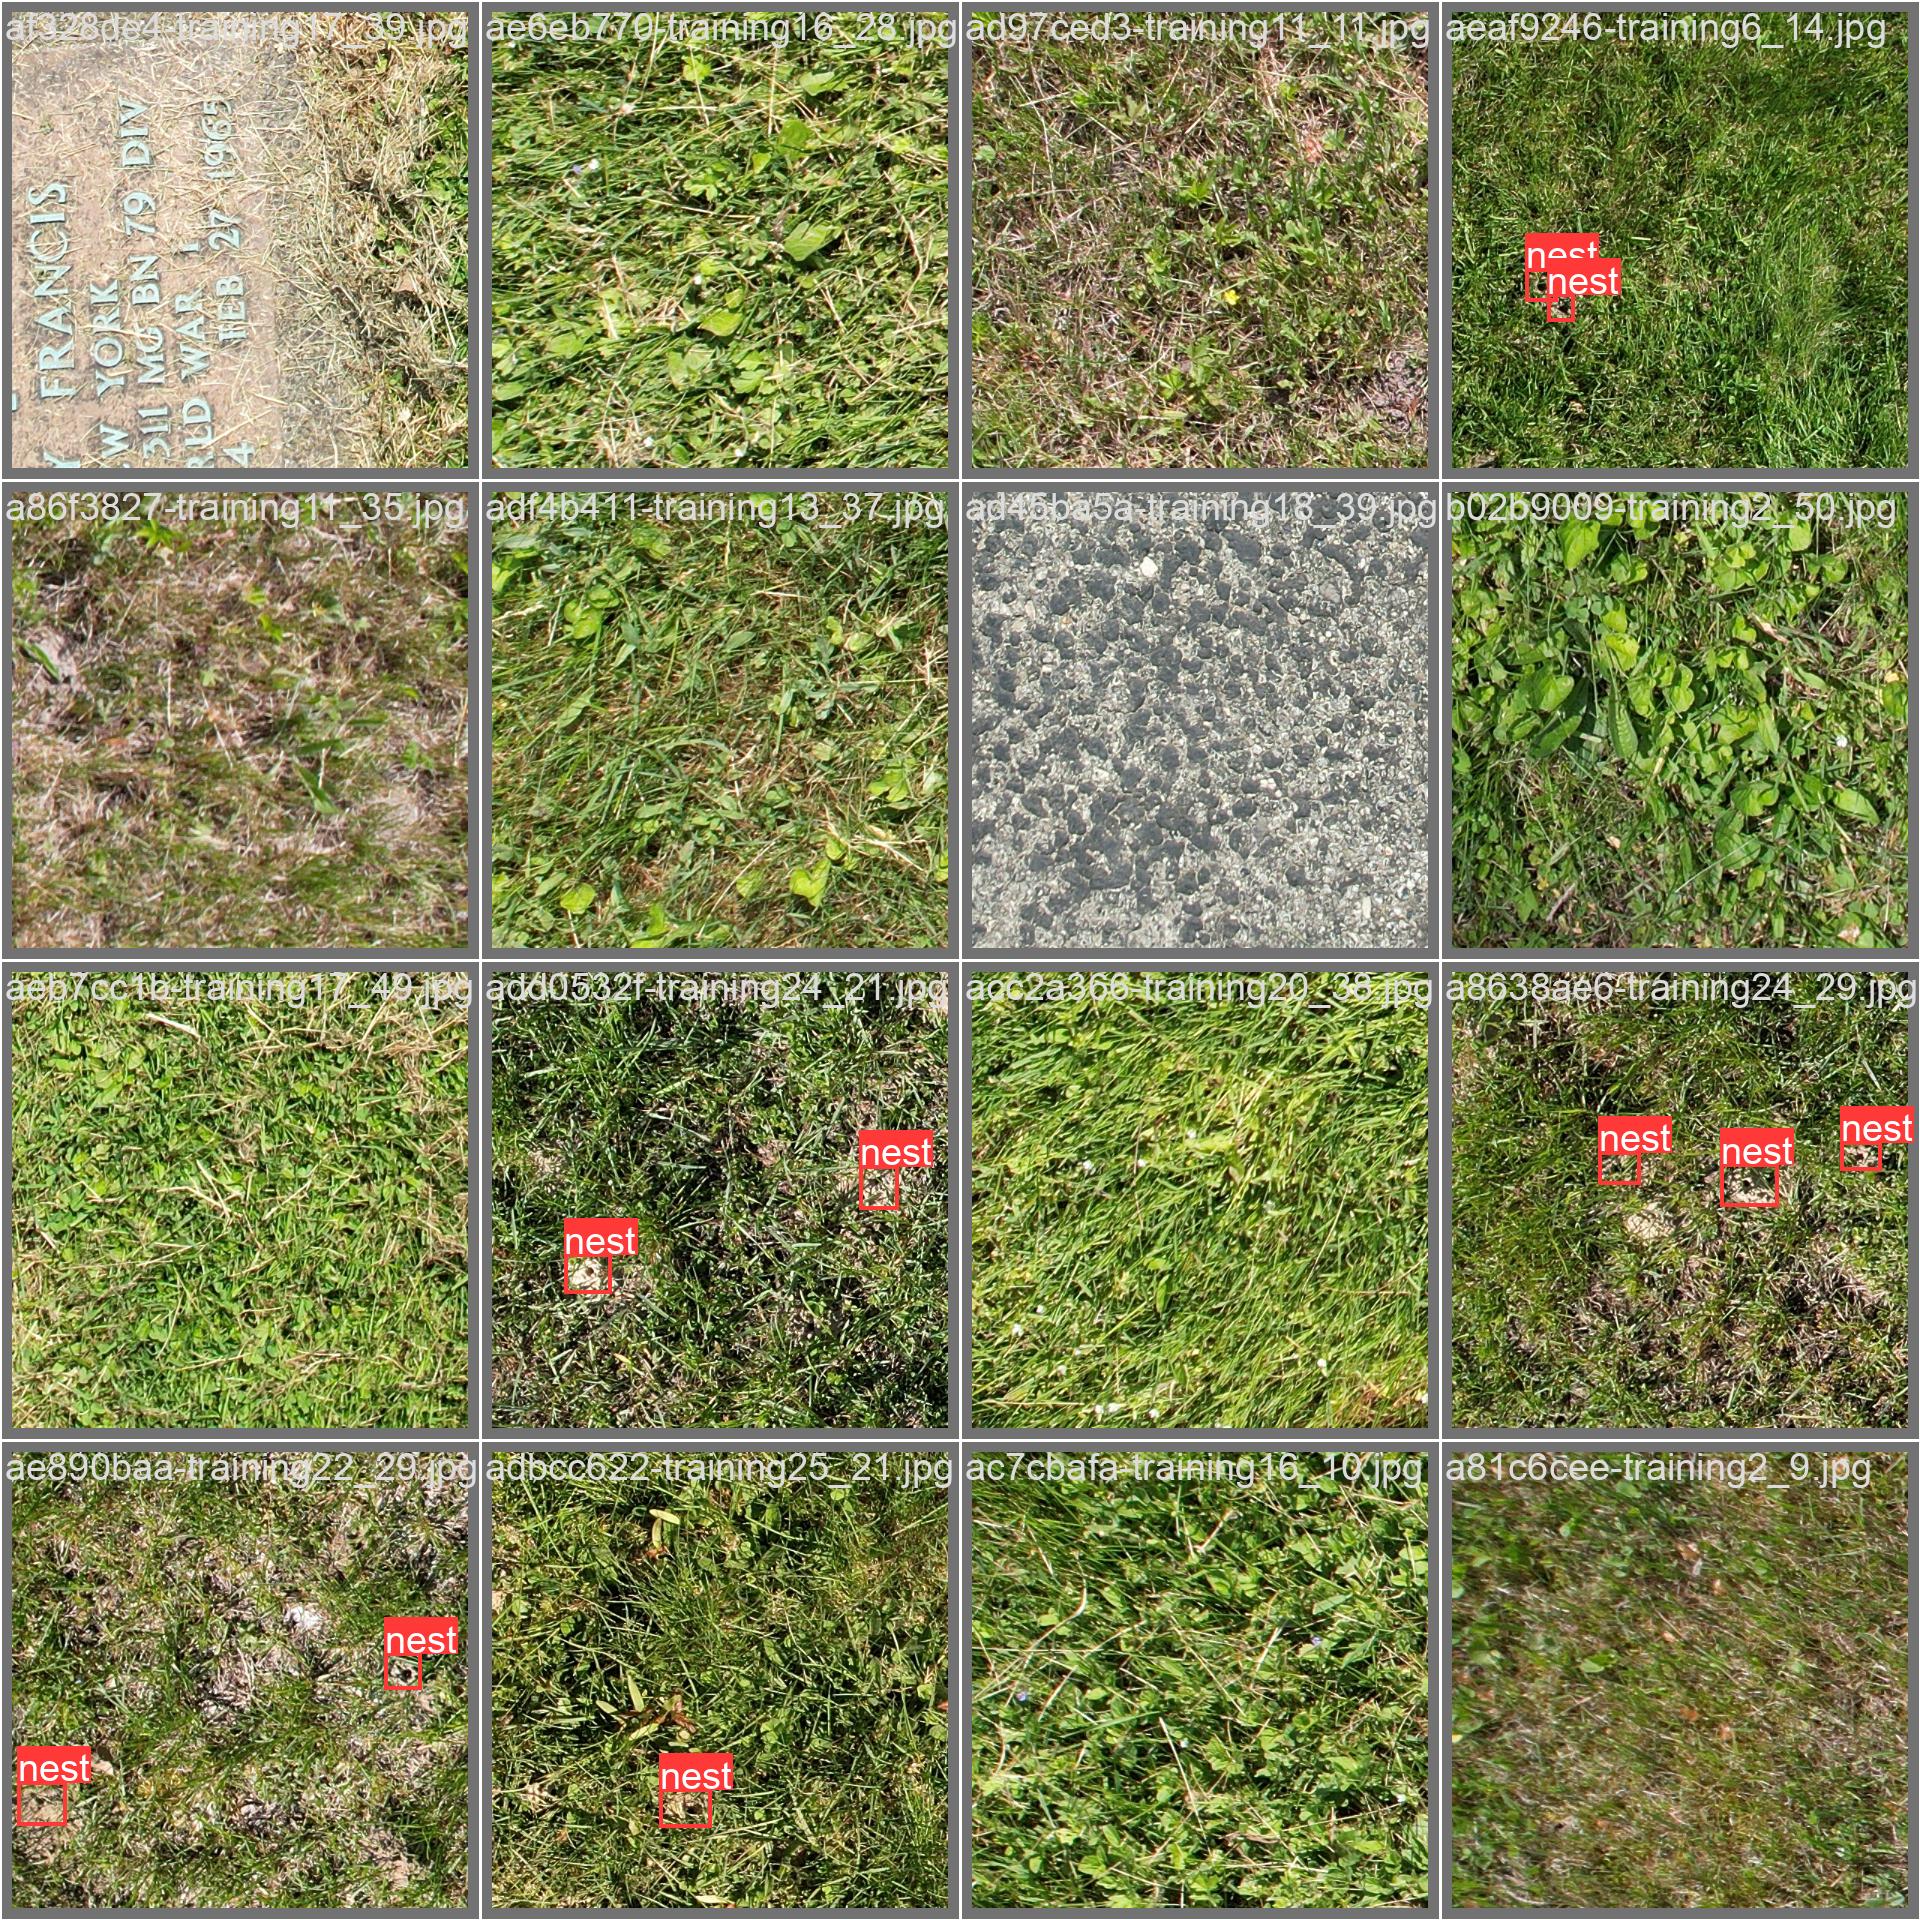 af328de4-training17_39.jpg
ae6eb770-training16_28.jpg
ad97ced3-training11_11.jpg
aeaf9246-training6_14.jpg
FRANCIS
W YORK
311 MG BN 79 DIV
RLD WAR I
4 FEB 27 1965
nest
nest
a86f3827-training11_35.jpg
adf4b411-training13_37.jpg
ad45ba5a-training18_39.jpg
b02b9009-training2_50.jpg
aeb7cc1b-training17_49.jpg
add0532f-training24_21.jpg
acc2a366-training20_38.jpg
a8638ae6-training24_29.jpg
nest
nest
nest
nest
nest
ae890baa-training22_29.jpg
adbcc622-training25_21.jpg
ac7cbafa-training16_10.jpg
a81c6cee-training2_9.jpg
nest
nest
nest